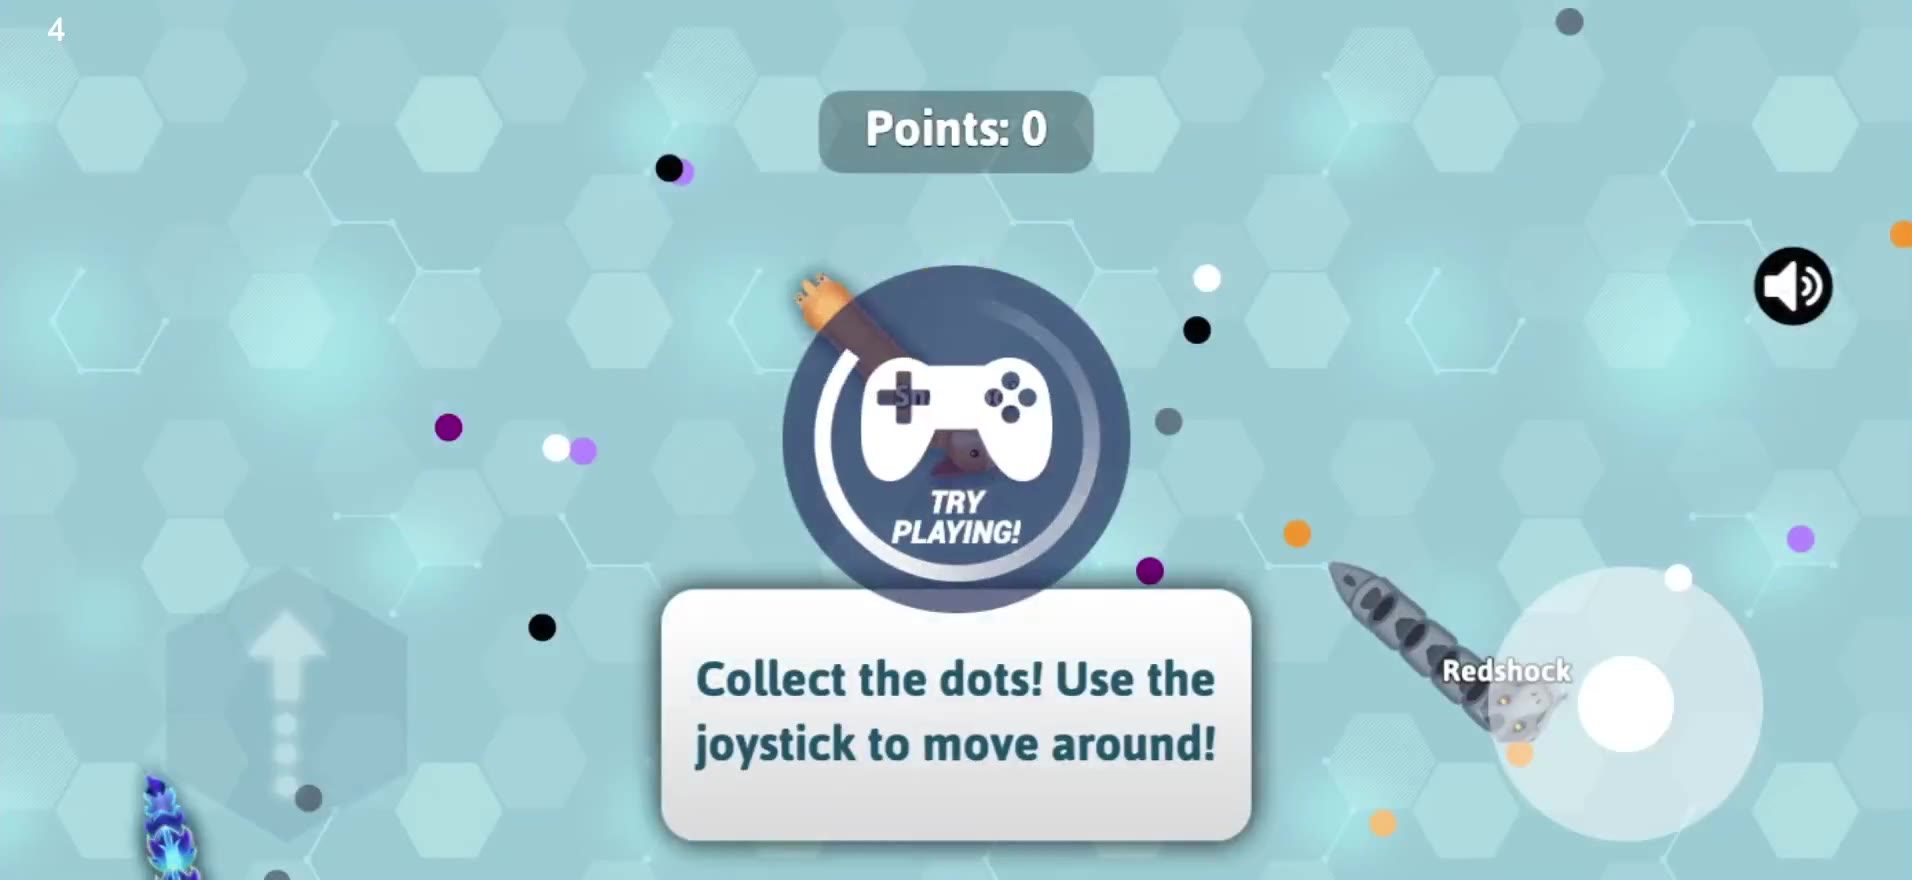 4
Points: 0
TRY
PLAYING!
Redshock
Collect the dots! Use the
joystick to move around!